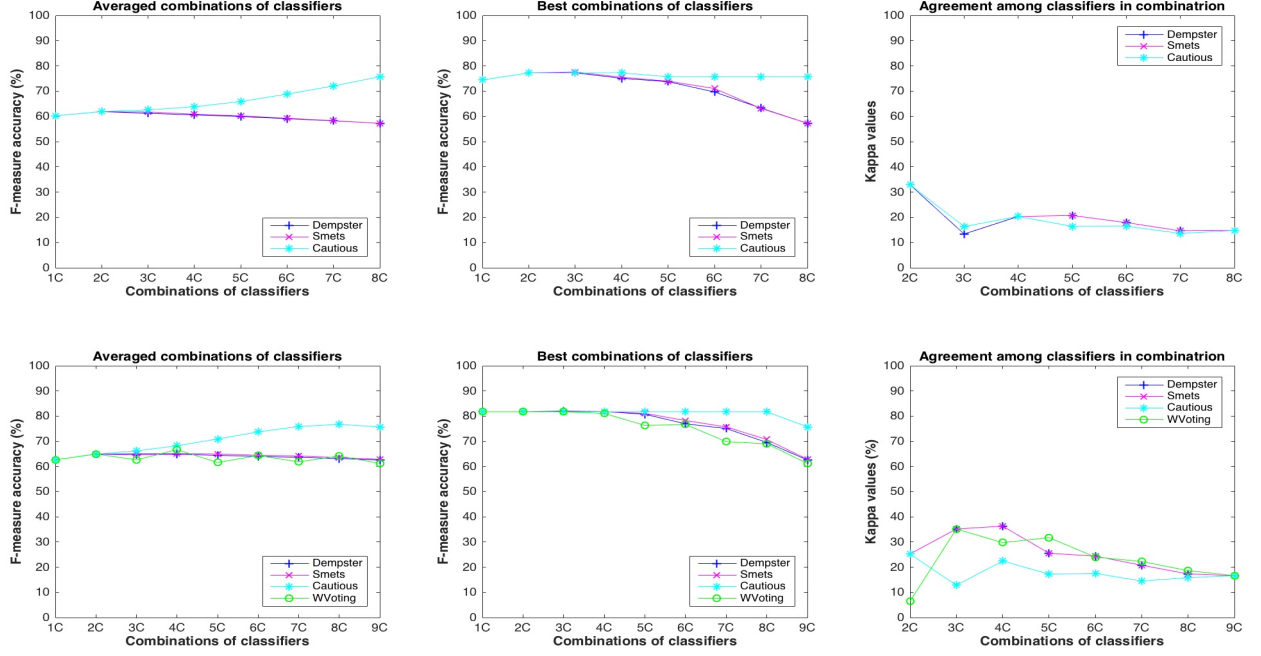 Averaged combinations of classifiers
100
90
80
70
60
50
40
30
20
10
0
F-measure accuracy (%)
Dempster
Smets
Cautious
1C 2C 3C 4C 5C 6C 7C 8C
Combinations of classifiers
Best combinations of classifiers
100
90
80
70
60
50
40
30
20
10
0
F-measure accuracy (%)
Dempster
Smets
Cautious
1C 2C 3C 4C 5C 6C 7C 8C
Combinations of classifiers
Agreement among classifiers in combinatrion
100
90
80
70
60
50
40
30
20
10
0
Kappa values
Dempster
Smets
Cautious
2C 3C 4C 5C 6C 7C 8C
Combinations of classifiers
Averaged combinations of classifiers
100
90
80
70
60
50
40
30
20
10
0
F-measure accuracy (%)
Dempster
Smets
Cautious
WVoting
1C 2C 3C 4C 5C 6C 7C 8C 9C
Combinations of classifiers
Best combinations of classifiers
100
90
80
70
60
50
40
30
20
10
0
F-measure accuracy (%)
Dempster
Smets
Cautious
WVoting
1C 2C 3C 4C 5C 6C 7C 8C 9C
Combinations of classifiers
Agreement among classifiers in combinatrion
100
90
80
70
60
50
40
30
20
10
0
Kappa values (%)
Dempster
Smets
Cautious
WVoting
2C 3C 4C 5C 6C 7C 8C 9C
Combinations of classifiers